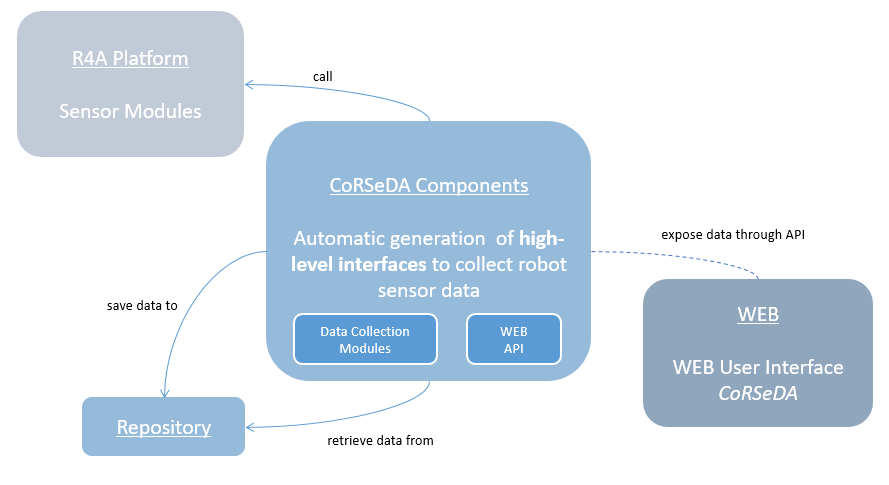 R4A Platform
Sensor Modules
call
CoRSeDA Components
Automatic generation of high-
level interfaces to collect robot
sensor data
Data Collection
Modules
WEB
API
expose data through API
WEB
WEB User Interface
CoRSeDA
save data to
Repository
retrieve data from